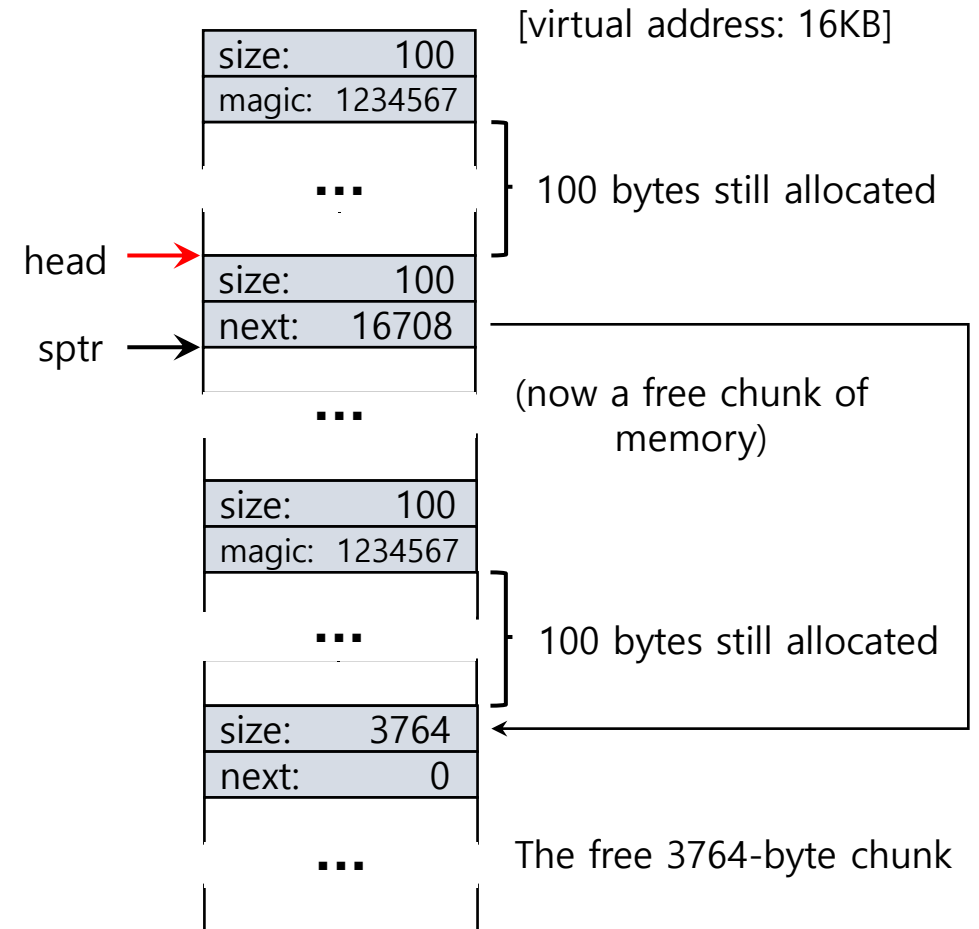 [virtual address: 16KB]
size: 100
magic: 1234567
...
100 bytes still allocated
head
size: 100
next: 16708
sptr
(now a free chunk of
memory)
...
size: 100
magic: 1234567
...
100 bytes still allocated
size: 3764
next: 0
...
The free 3764-byte chunk